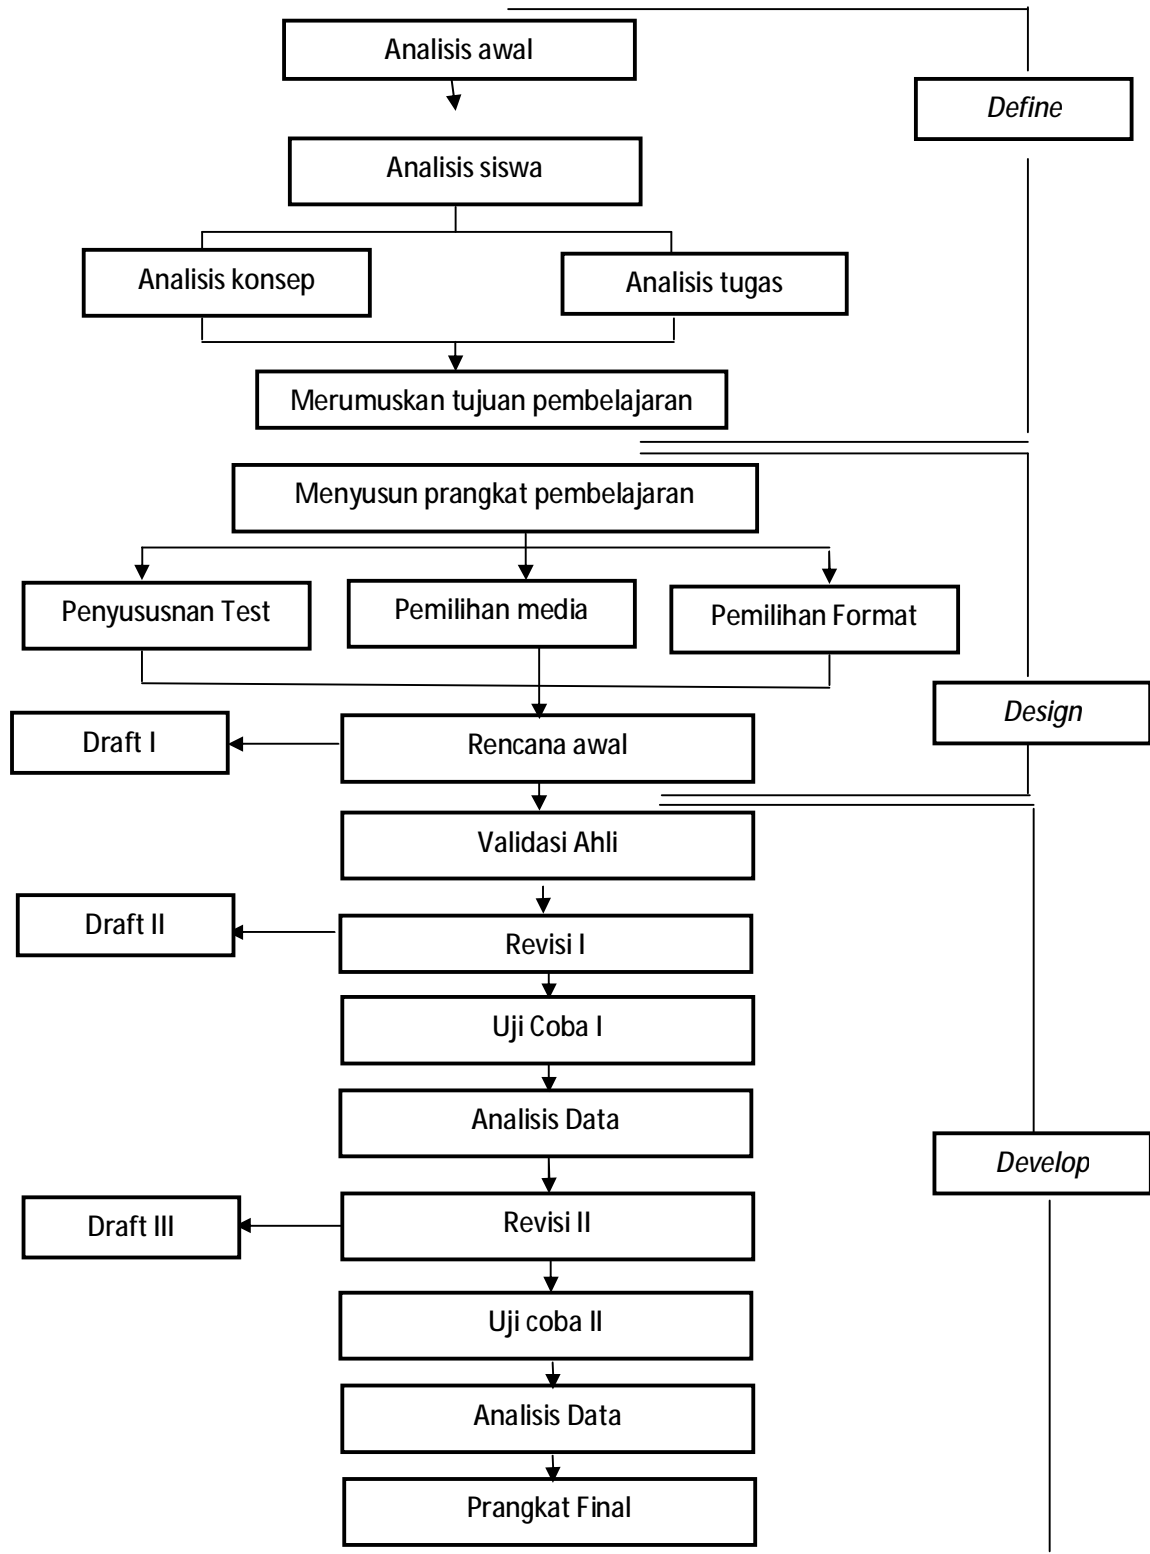 Analisis awal
Define
Analisis siswa
Analisis konsep
Analisis tugas
Merumuskan tujuan pembelajaran
Menyusun prangkat pembelajaran
Penyususnan Test
Pemilihan media
Pemilihan Format
Design
Draft I
Rencana awal
Validasi Ahli
Draft II
Revisi I
Uji Coba I
Analisis Data
Develop
Draft III
Revisi II
Uji coba II
Analisis Data
Prangkat Final